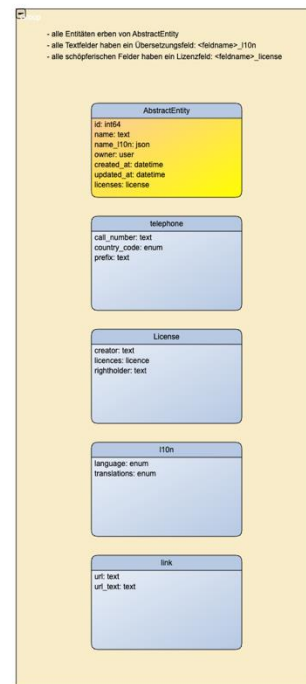 - alle Entitäten erben von AbstractEntity
- alle Textfelder haben ein Übersetzungsfeld: <feldname>_l10n
- alle schöpferischen Felder haben ein Lizenzfeld: <feldname>_license
AbstractEntity
id: int64
name: text
name_l10n: json
owner: user
created_at: datetime
updated_at: datetime
licenses: license
telephone
call_number: text
country_code: enum
prefix: text
License
creator: text
licences: licence
rightholder: text
l10n
language: enum
translations: enum
link
url: text
url_text: text